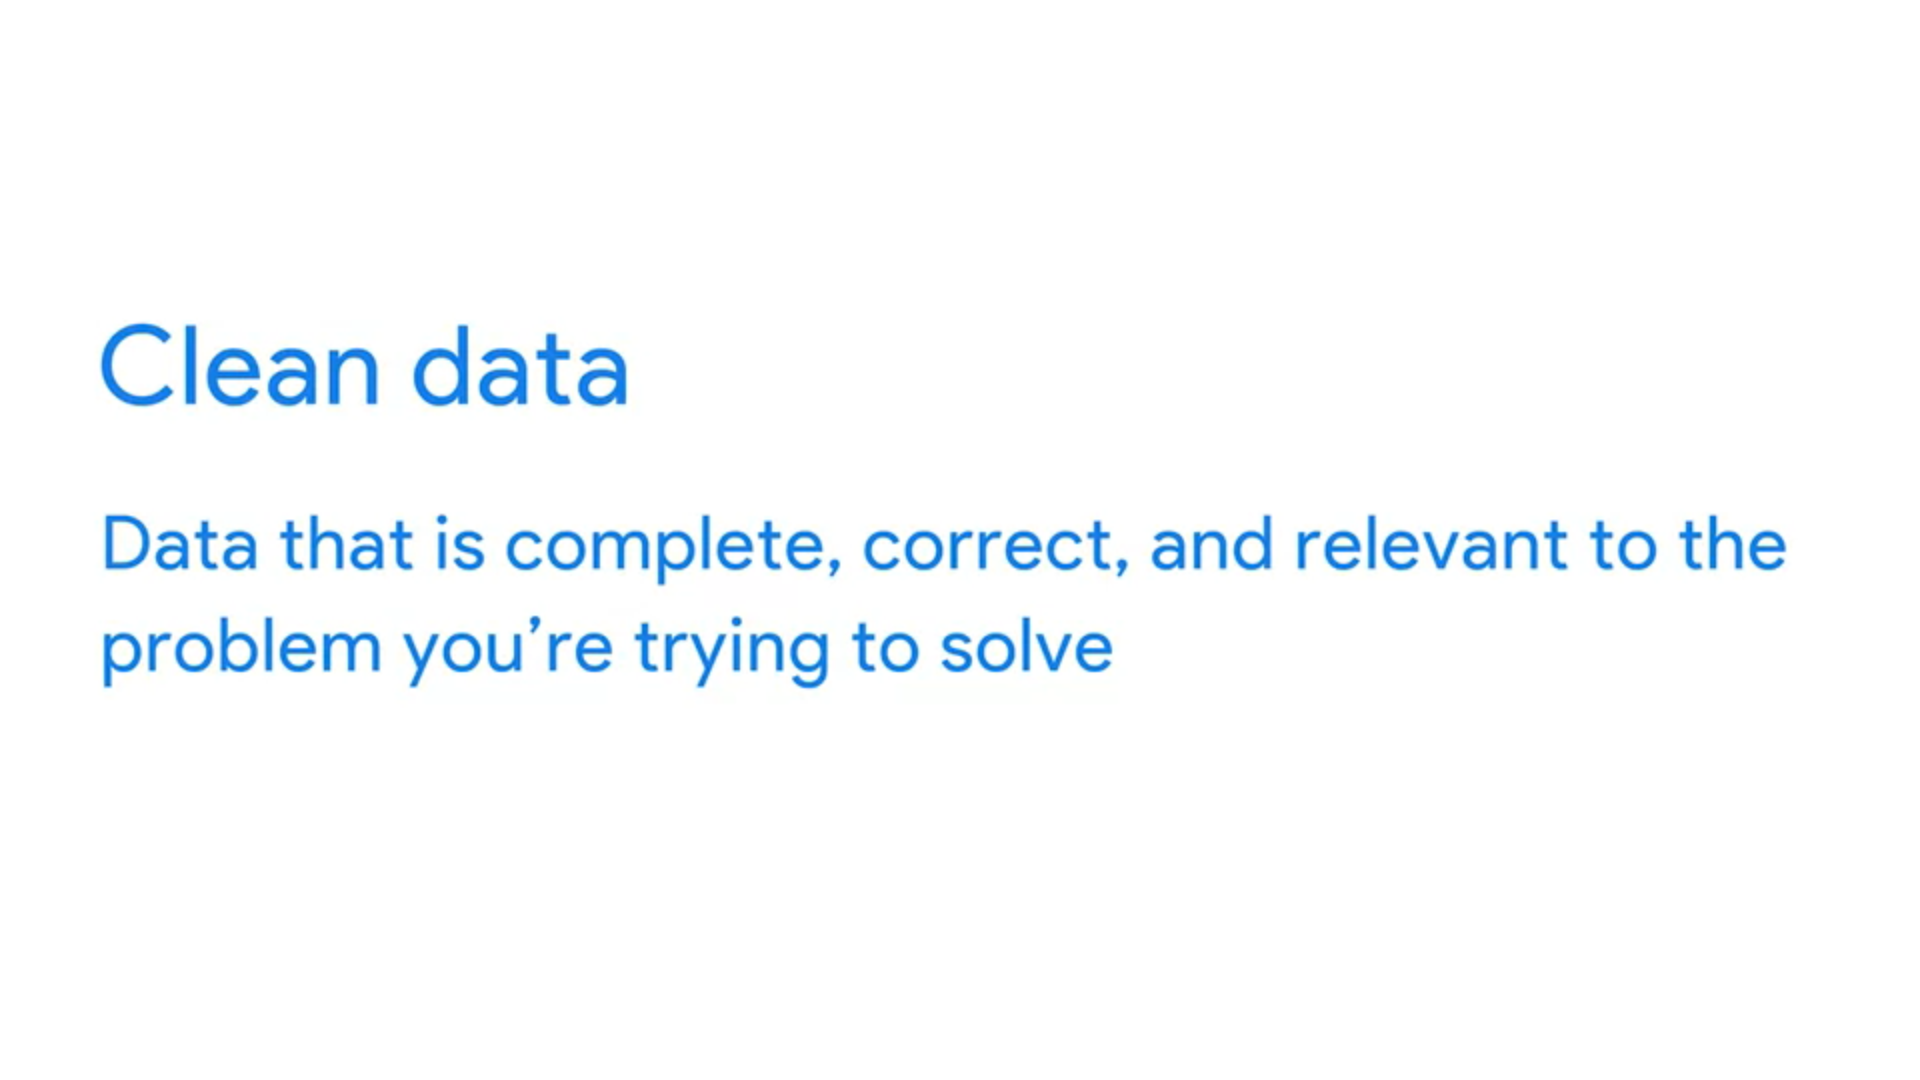 Clean data
Data that is complete, correct, and relevant to the
problem you’re trying to solve